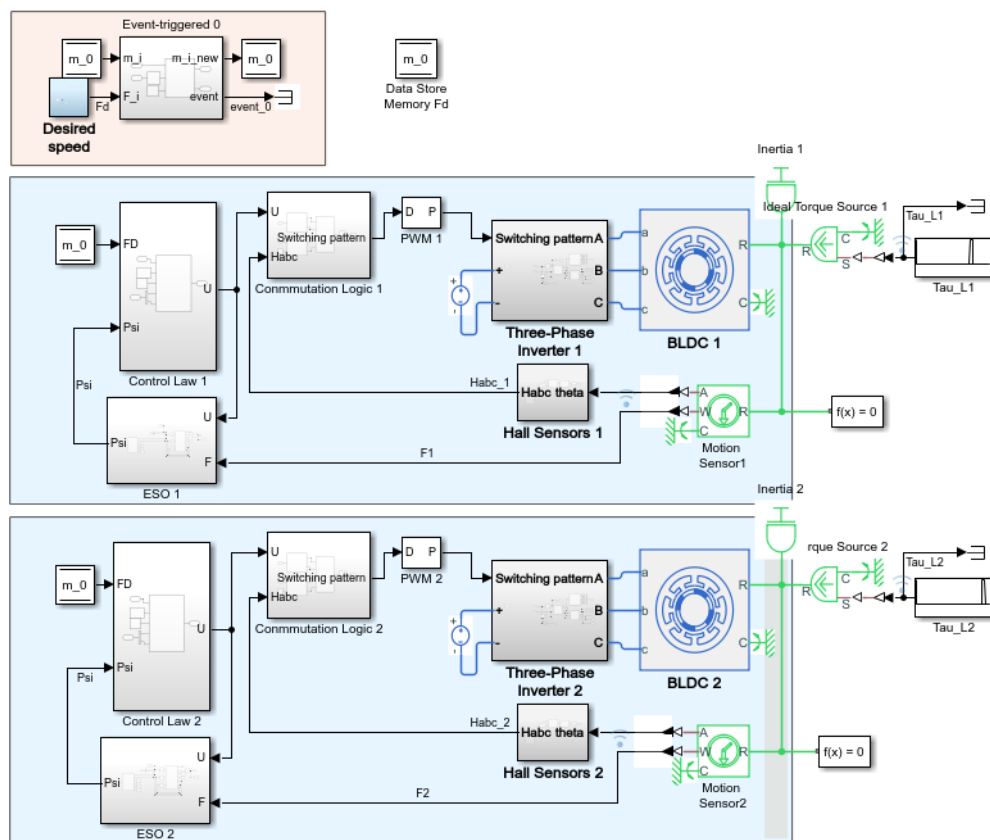 Event-triggered 0
m_0
m_i
m_i_new
m_0
F_i
event
Fd
event_0
Desired
speed
m_0
Data Store
Memory Fd
Inertia 1
m_0
FD
U
Psi
Control Law 1
U
Switching pattern
Habc
Conmmutation Logic 1
D P
PWM 1
Switching pattern A
+
B
-
C
+
-
Three-Phase
Inverter 1
a
b
c
R
C
BLDC 1
Ideal Torque Source 1
C
R
S
Tau_L1
Tau_L1
Psi
Habc_1
Habc theta
Hall Sensors 1
A
W
C
R
Motion
Sensor1
f(x) = 0
U
Psi
F
F1
ESO 1
Inertia 2
m_0
FD
U
Psi
Control Law 2
U
Switching pattern
Habc
Conmmutation Logic 2
D P
PWM 2
Switching pattern A
+
B
-
C
+
-
Three-Phase
Inverter 2
a
b
c
R
C
BLDC 2
rque Source 2
C
R
S
Tau_L2
Tau_L2
Psi
Habc_2
Habc theta
Hall Sensors 2
A
W
C
R
Motion
Sensor2
f(x) = 0
U
Psi
F
F2
ESO 2